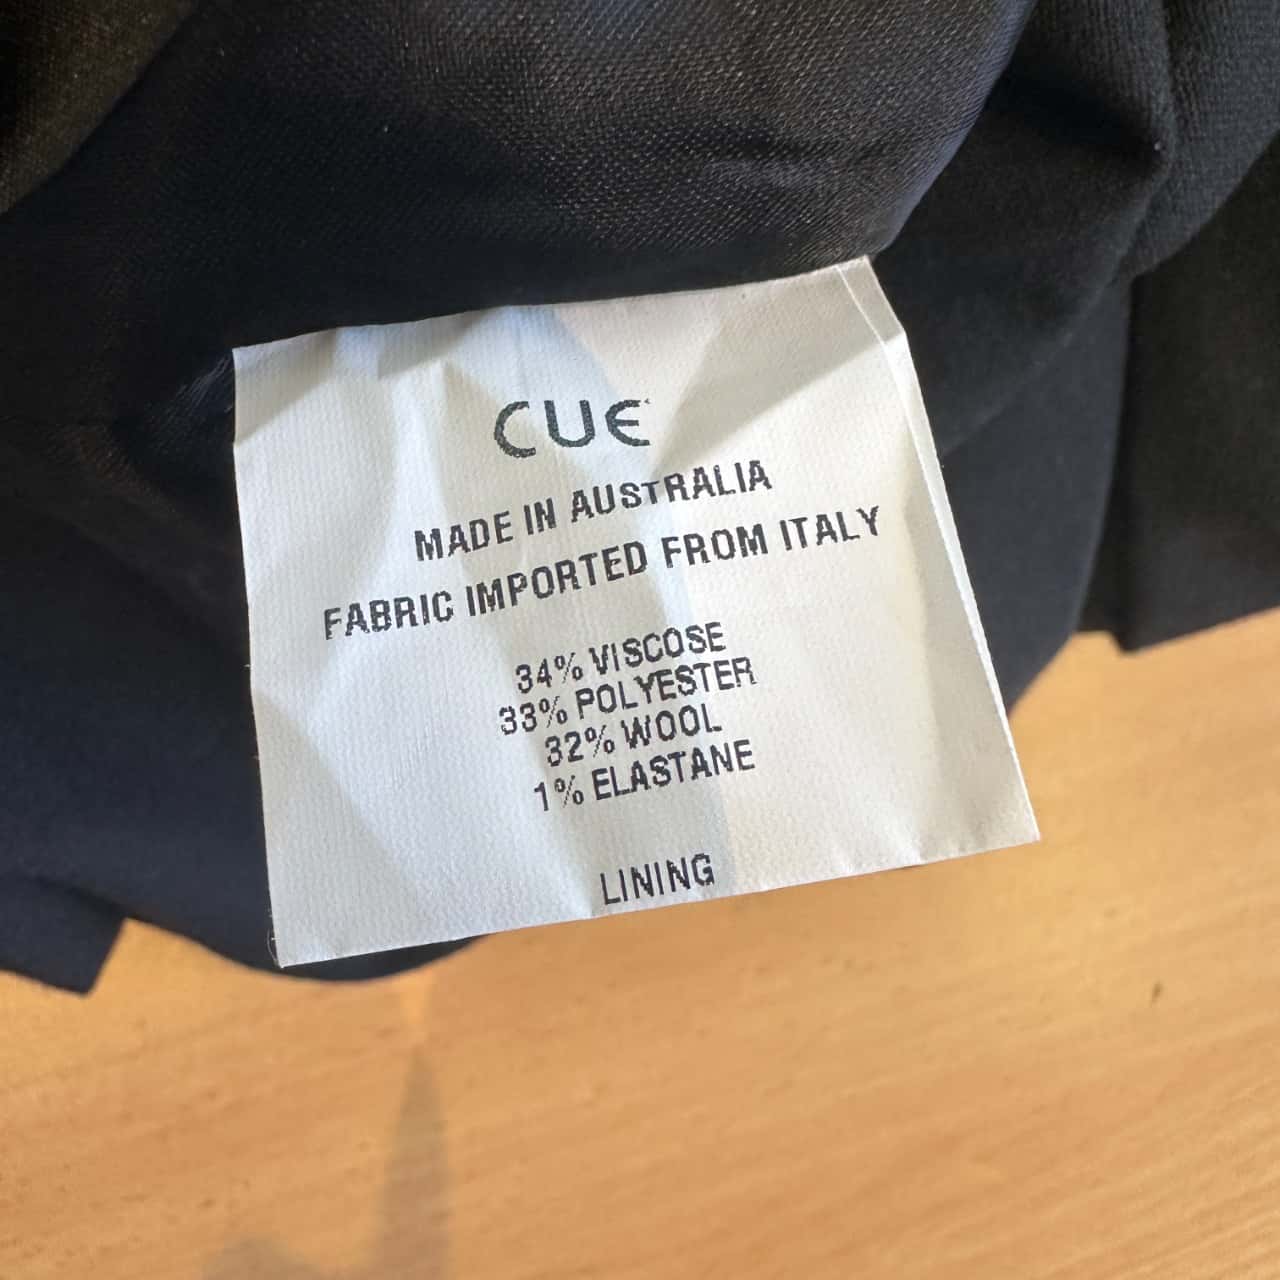 CUE
MADE IN AUSTRALIA
FABRIC IMPORTED FROM ITALY
34% VISCOSE
33% POLYESTER
32% WOOL
1% ELASTANE
LINING